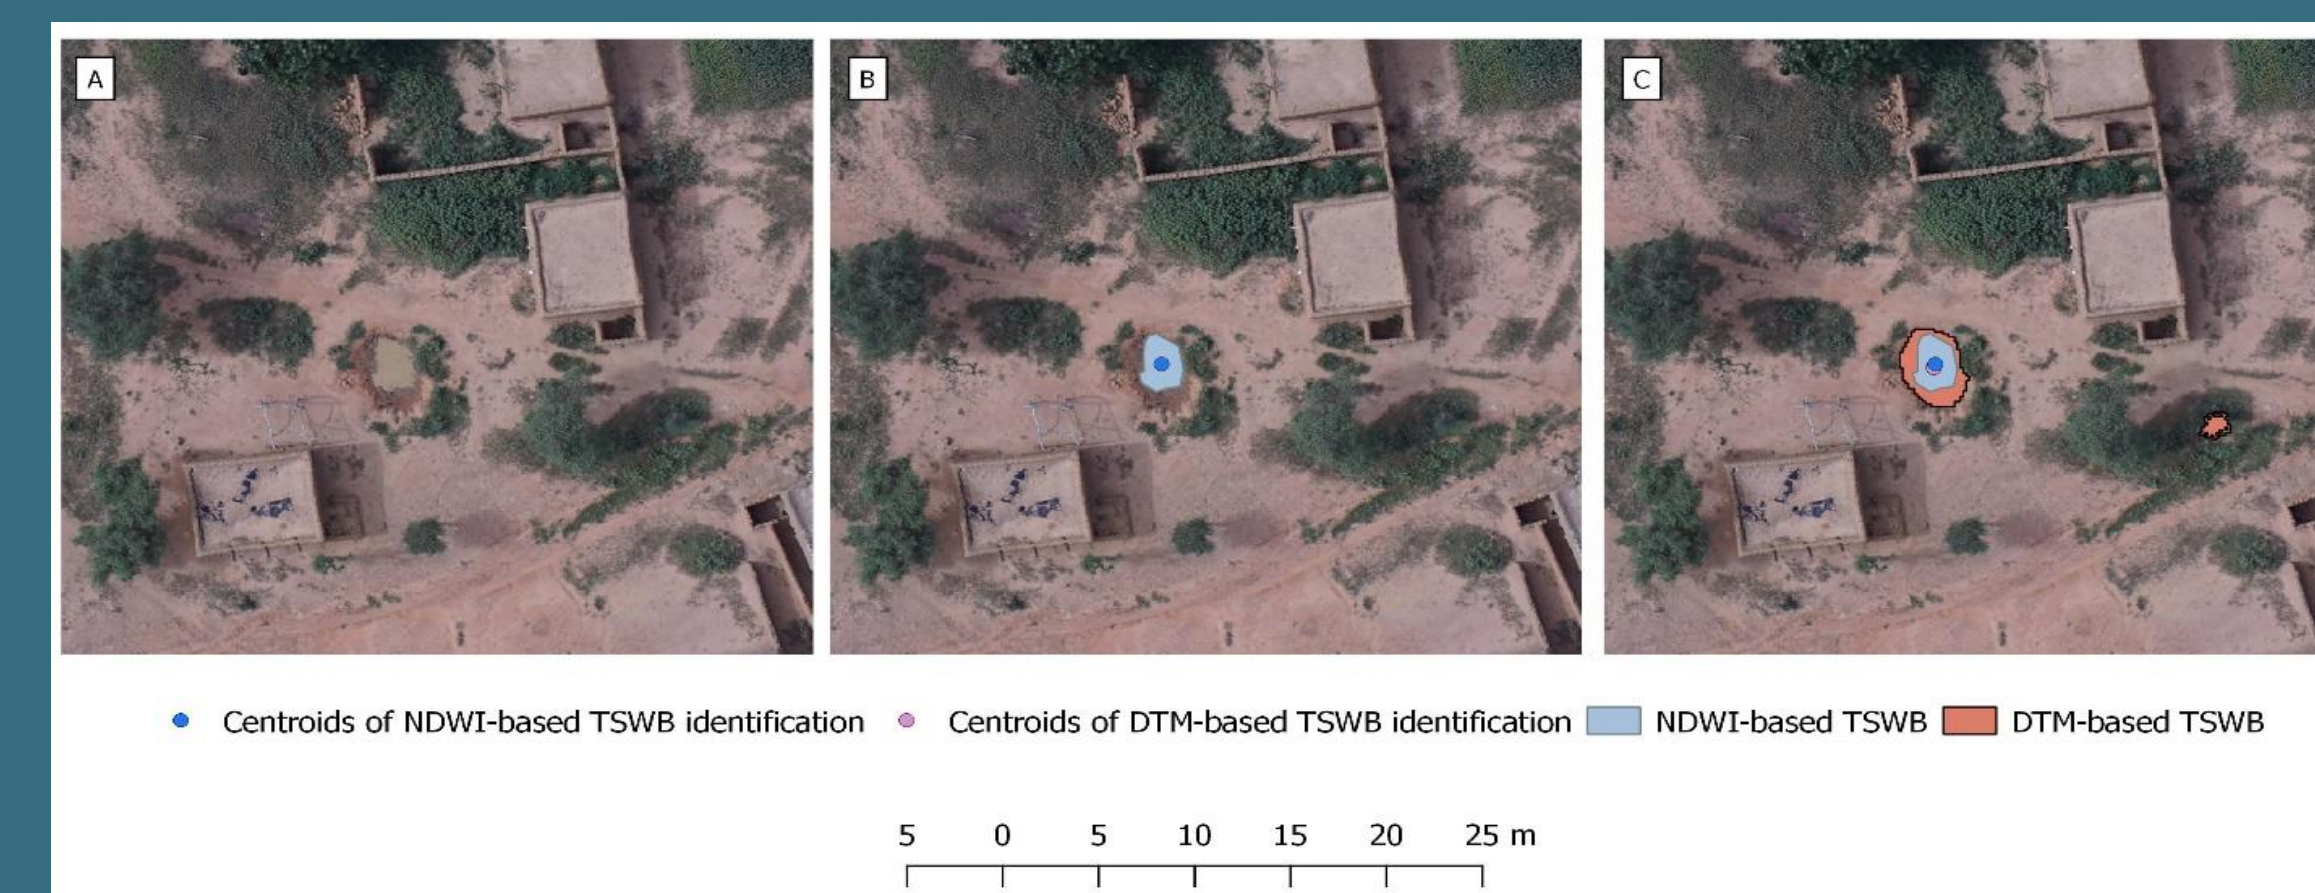 A
B
C
Centroids of NDWI-based TSWB identification
Centroids of DTM-based TSWB identification
NDWI-based TSWB
DTM-based TSWB
5 0 5 10 15 20 25 m